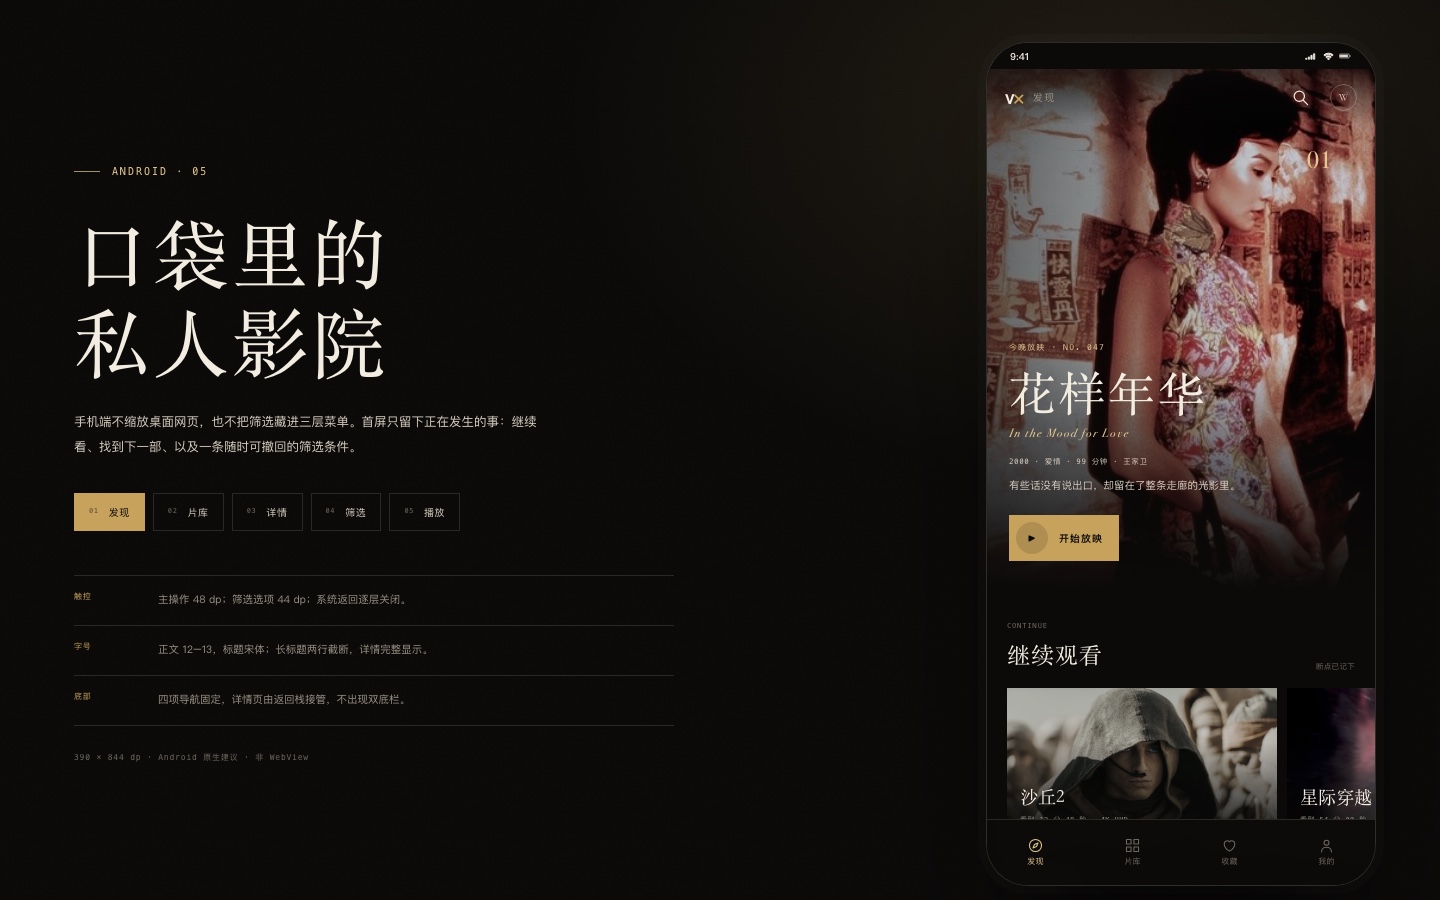 ANDROID · 05
口袋里的
私人影院
手机端不缩放桌面网页，也不把筛选藏进三层菜单。首屏只留下正在发生的事：继续
看、找到下一部、以及一条随时可撤回的筛选条件。
01 发现
02 片库
03 详情
04 筛选
05 播放
触控 主操作 48 dp；筛选选项 44 dp；系统返回逐层关闭。
字号 正文 12–13，标题宋体；长标题两行截断，详情完整显示。
底部 四项导航固定，详情页由返回栈接管，不出现双底栏。
390 × 844 dp · Android 原生建议 · 非 WebView
9:41
VX 发现
W
01
快靈丹
今晚放映 · NO. 047
花样年华
In the Mood for Love
2000 · 爱情 · 99 分钟 · 王家卫
有些话没有说出口，却留在了整条走廊的光影里。
开始放映
CONTINUE
继续观看
断点已记下
沙丘2
星际穿越
发现
片库
收藏
我的